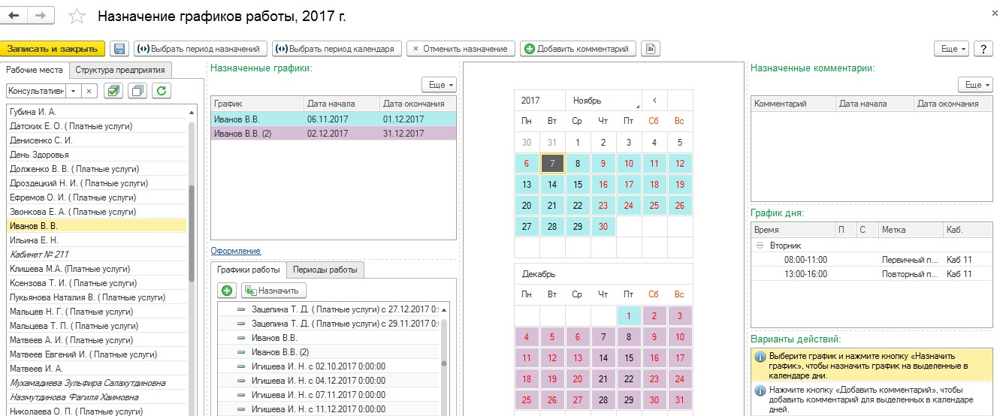 Назначение графиков работы, 2017 г.
Записать и закрыть
Выбрать период назначений
Выбрать период календаря
× Отменить назначение
Добавить комментарий
Еще
?
Рабочие места
Структура предприятия
Консультативн
Губина И. А.
Датских Е. О. ( Платные услуги)
Денисенко С. И.
День Здоровья
Долженко В. В. ( Платные услуги)
Дроздецкий Н. И. ( Платные услуги)
Ефремов О. И. ( Платные услуги)
Звонкова Е. А. ( Платные услуги)
Иванов В. В.
Ильина Е. Н.
Кабинет № 211
Клишева М.А. (Платные услуги)
Ксензова Т. И. ( Платные услуги)
Лукьянова Наталия В. ( Платные услуги)
Мальцев Н. Г. ( Платные услуги)
Мальцева Т. П. ( Платные услуги)
Матвеев А. И. ( Платные услуги)
Матвеев Евгений И. ( Платные услуги)
Матвеев И. А.
Мухамадиева Зульфира Салахутдиновна
Назмутдинова Фагиля Хаимовна
Николаева О. П. ( Платные услуги)
Назначенные графики:
Еще
График Дата начала Дата окончания
Иванов В.В. 06.11.2017 01.12.2017
Иванов В.В. (2) 02.12.2017 31.12.2017
Оформление
Графики работы
Периоды работы
Назначить
Зацепина Т. Д. ( Платные услуги) с 27.12.2017 0:
Зацепина Т. Д. ( Платные услуги) с 29.11.2017 0:
Иванов В.В.
Иванов В.В. (2)
Игишева И. Н. с 02.10.2017 0:00:00
Игишева И. Н. с 04.12.2017 0:00:00
Игишева И. Н. с 07.11.2017 0:00:00
Игишева И. Н. с 11.12.2017 0:00:00
2017 Ноябрь <
Пн Вт Ср Чт Пт Сб Вс
30 31 1 2 3 4 5
6 7 8 9 10 11 12
13 14 15 16 17 18 19
20 21 22 23 24 25 26
27 28 29 30
Декабрь
Пн Вт Ср Чт Пт Сб Вс
1 2 3
4 5 6 7 8 9 10
11 12 13 14 15 16 17
18 19 20 21 22 23 24
25 26 27 28 29 30 31
Назначенные комментарии:
Еще
Комментарий Дата начала Дата окончания
График дня:
Время П С Метка Каб.
Вторник
08:00-11:00 Первичный п... Каб 11
13:00-16:00 Повторный п... Каб 11
Варианты действий:
Выберите график и нажмите кнопку «Назначить
график», чтобы назначить график на выделенные в
календаре дни.
Нажмите кнопку «Добавить комментарий», чтобы
добавить комментарий для выделенных в календаре
дней.